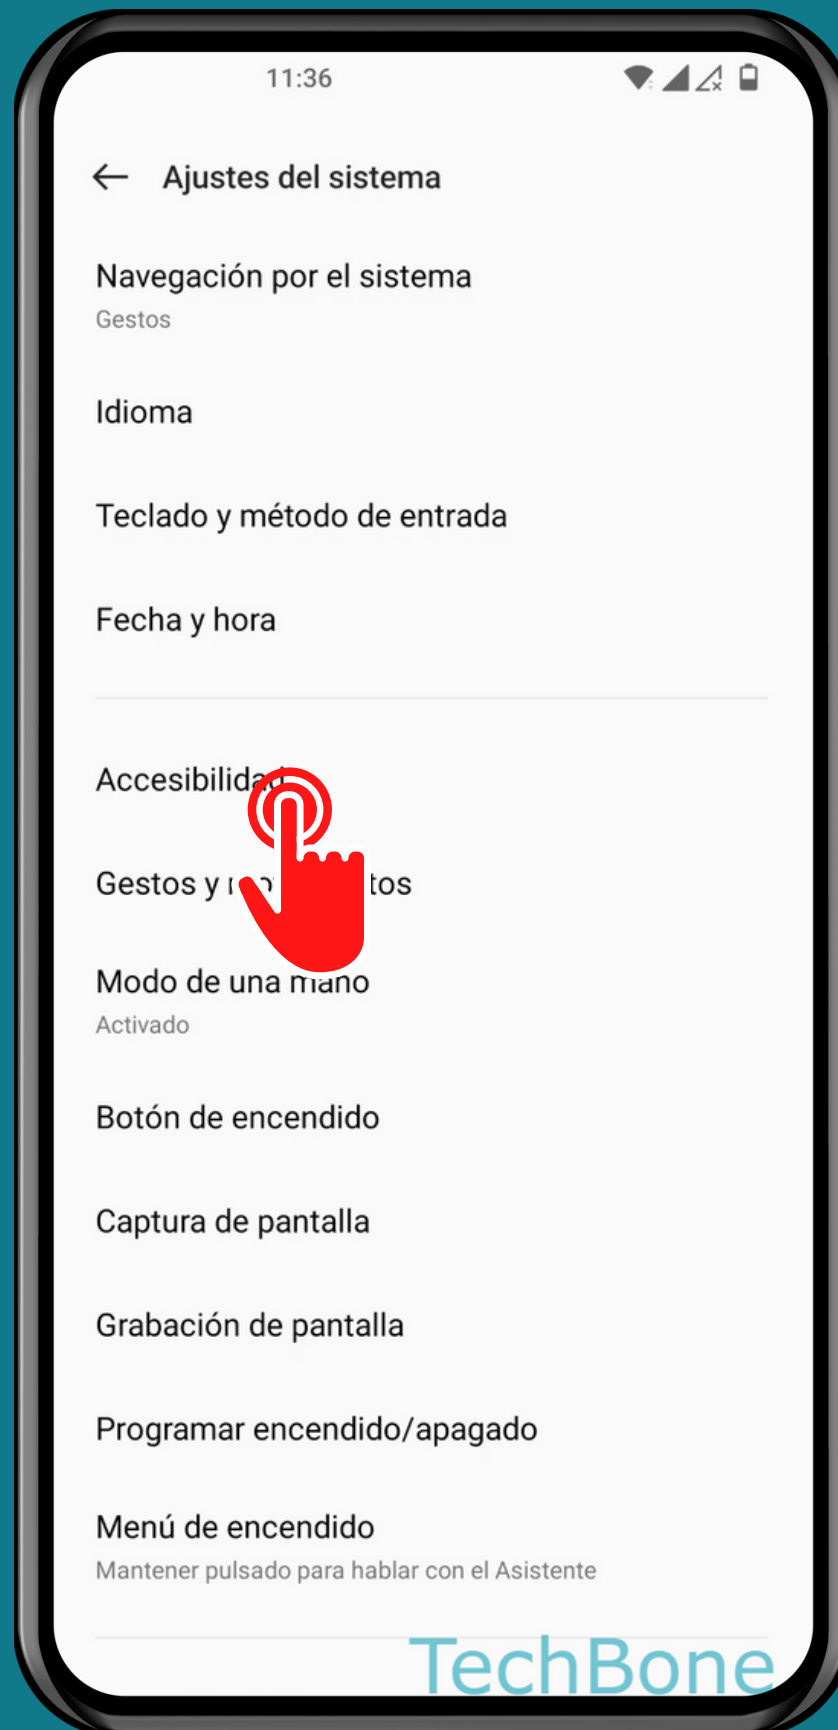 11:36
Ajustes del sistema
Navegación por el sistema
Gestos
Idioma
Teclado y método de entrada
Fecha y hora
Accesibilidad
Gestos y
Modo de una mano
Activado
Botón de encendido
Captura de pantalla
Grabación de pantalla
Programar encendido/apagado
Menú de encendido
Mantener pulsado para hablar con el Asistente
TechBone